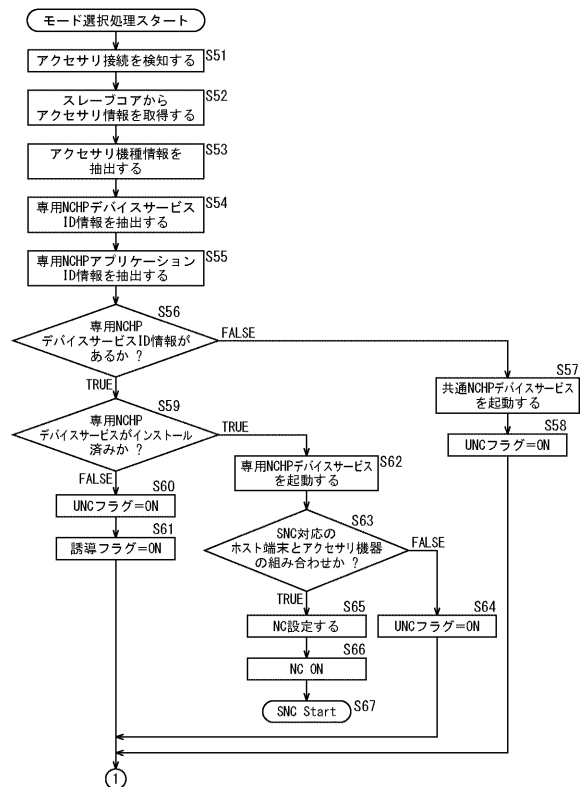 モード選択処理スタート
アクセサリ接続を検知する
S51
スレーブコアから
アクセサリ情報を取得する
S52
アクセサリ機種情報を
抽出する
S53
専用NCHPデバイスサービス
ID情報を抽出する
S54
専用NCHPアプリケーション
ID情報を抽出する
S55
S56
専用NCHP
デバイスサービスID情報が
あるか ?
FALSE
TRUE
S57
共通NCHPデバイスサービス
を起動する
S58
UNCフラグ=ON
S59
専用NCHP
デバイスサービスがインストール
済みか ?
TRUE
FALSE
S60
UNCフラグ=ON
S61
誘導フラグ=ON
S62
専用NCHPデバイスサービス
を起動する
S63
SNC対応の
ホスト端末とアクセサリ機器
の組み合わせか ?
FALSE
TRUE
S64
UNCフラグ=ON
S65
NC設定する
S66
NC ON
SNC Start
S67
1